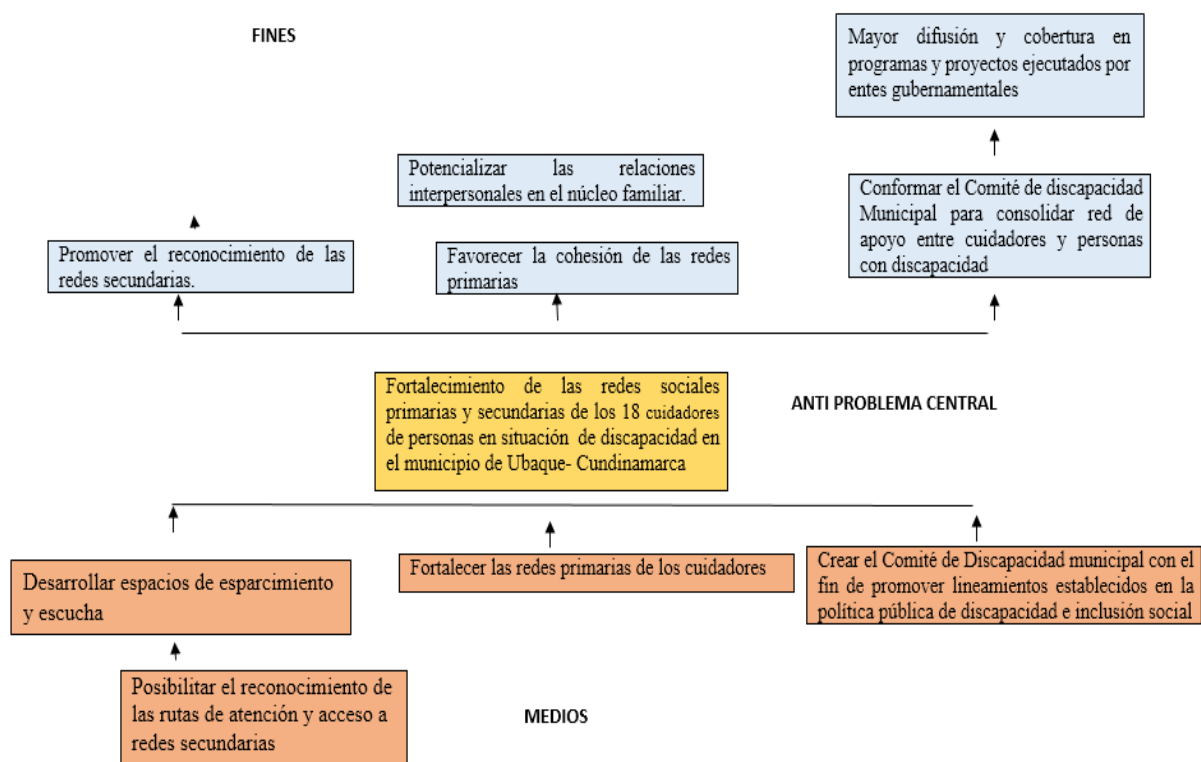 FINES
Mayor difusión y cobertura en
programas y proyectos ejecutados por
entes gubernamentales
Potencializar las relaciones
interpersonales en el núcleo familiar.
Conformar el Comité de discapacidad
Municipal para consolidar red de
apoyo entre cuidadores y personas
con discapacidad
Promover el reconocimiento de las
redes secundarias.
Favorecer la cohesión de las redes
primarias
Fortalecimiento de las redes sociales
primarias y secundarias de los 18 cuidadores
de personas en situación de discapacidad en
el municipio de Ubaque- Cundinamarca
ANTI PROBLEMA CENTRAL
Desarrollar espacios de esparcimiento
y escucha
Fortalecer las redes primarias de los cuidadores
Crear el Comité de Discapacidad municipal con el
fin de promover lineamientos establecidos en la
política pública de discapacidad e inclusión social
Posibilitar el reconocimiento de
las rutas de atención y acceso a
redes secundarias
MEDIOS